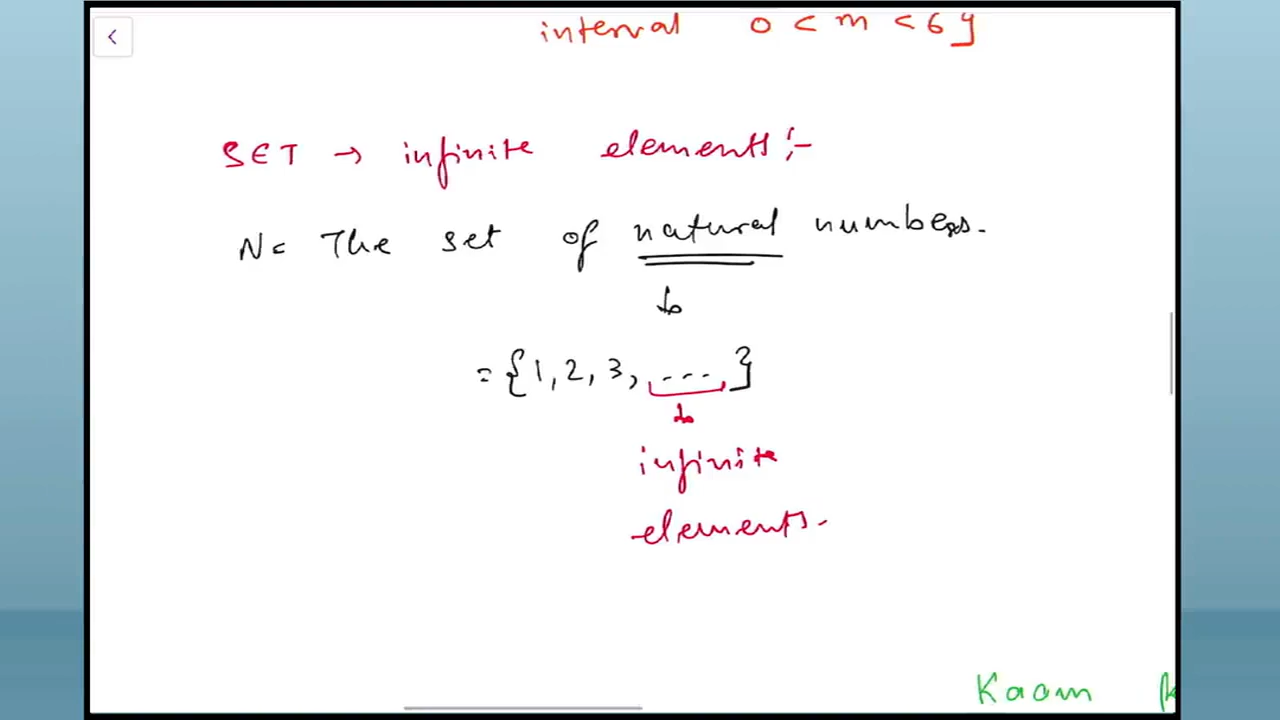 interval 0 < m < 6}
SET → infinite elements :-
N= The set of natural numbers.
↓
= {1, 2, 3, ... }
↓
infinite
elements.
Kaam